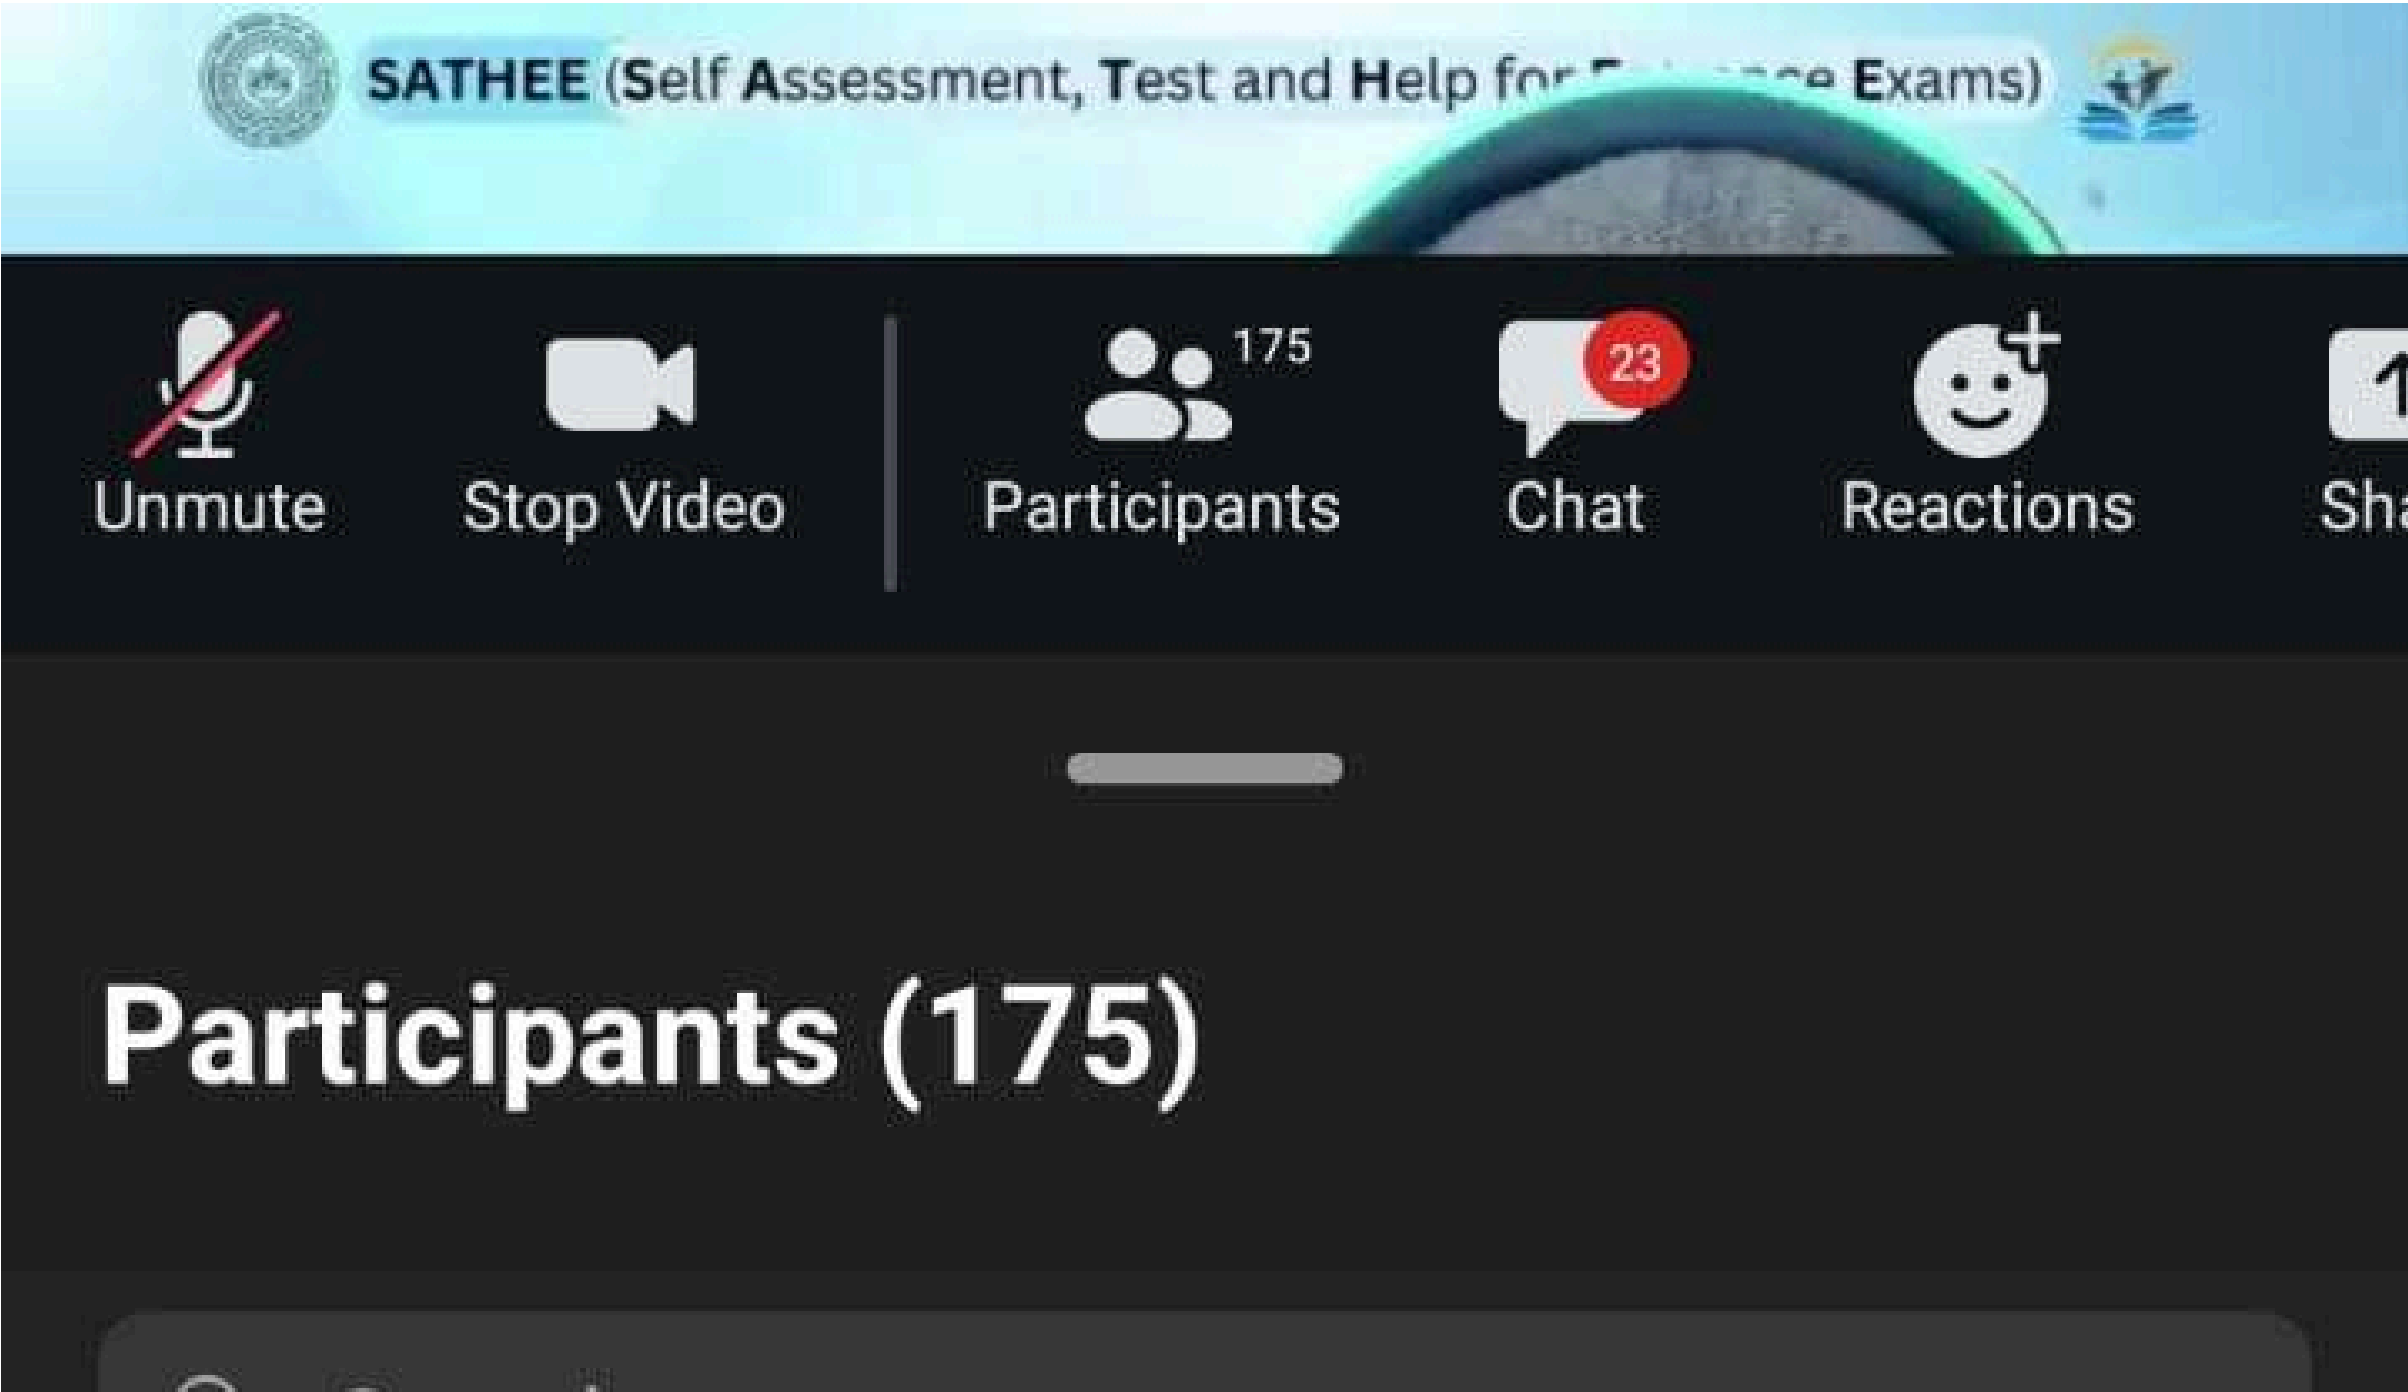 SATHEE (Self Assessment, Test and Help for Exams)
175
23
Unmute
Stop Video
Participants
Chat
Reactions
Participants (175)